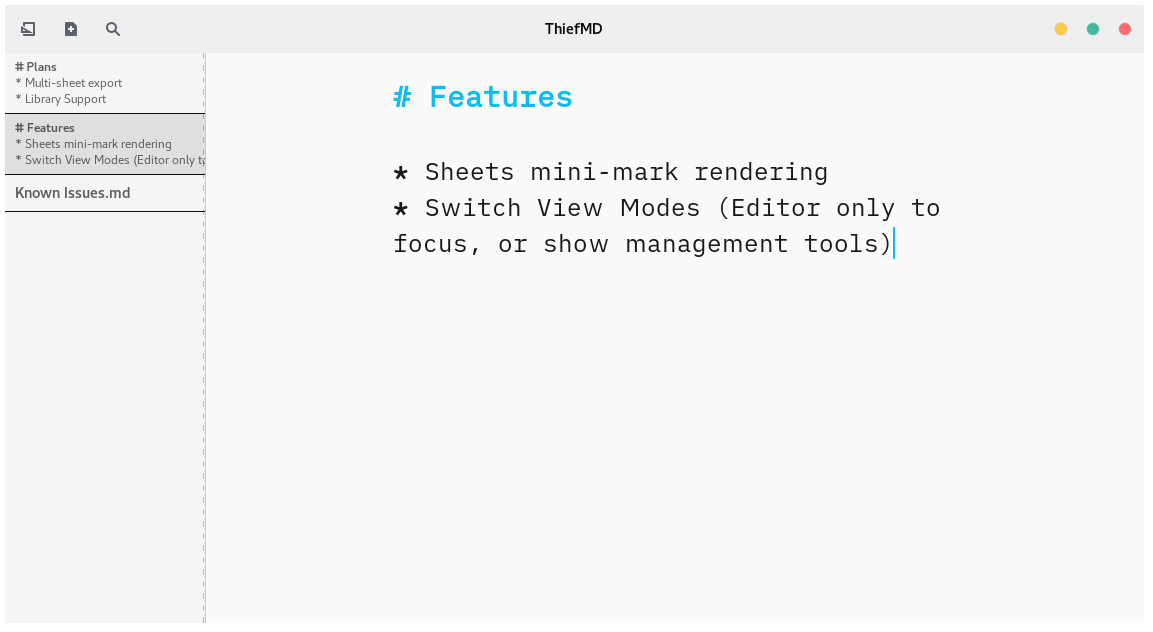 ThiefMD
# Plans
* Multi-sheet export
* Library Support
# Features
* Sheets mini-mark rendering
* Switch View Modes (Editor only to
Known Issues.md
# Features
* Sheets mini-mark rendering
* Switch View Modes (Editor only to
focus, or show management tools)